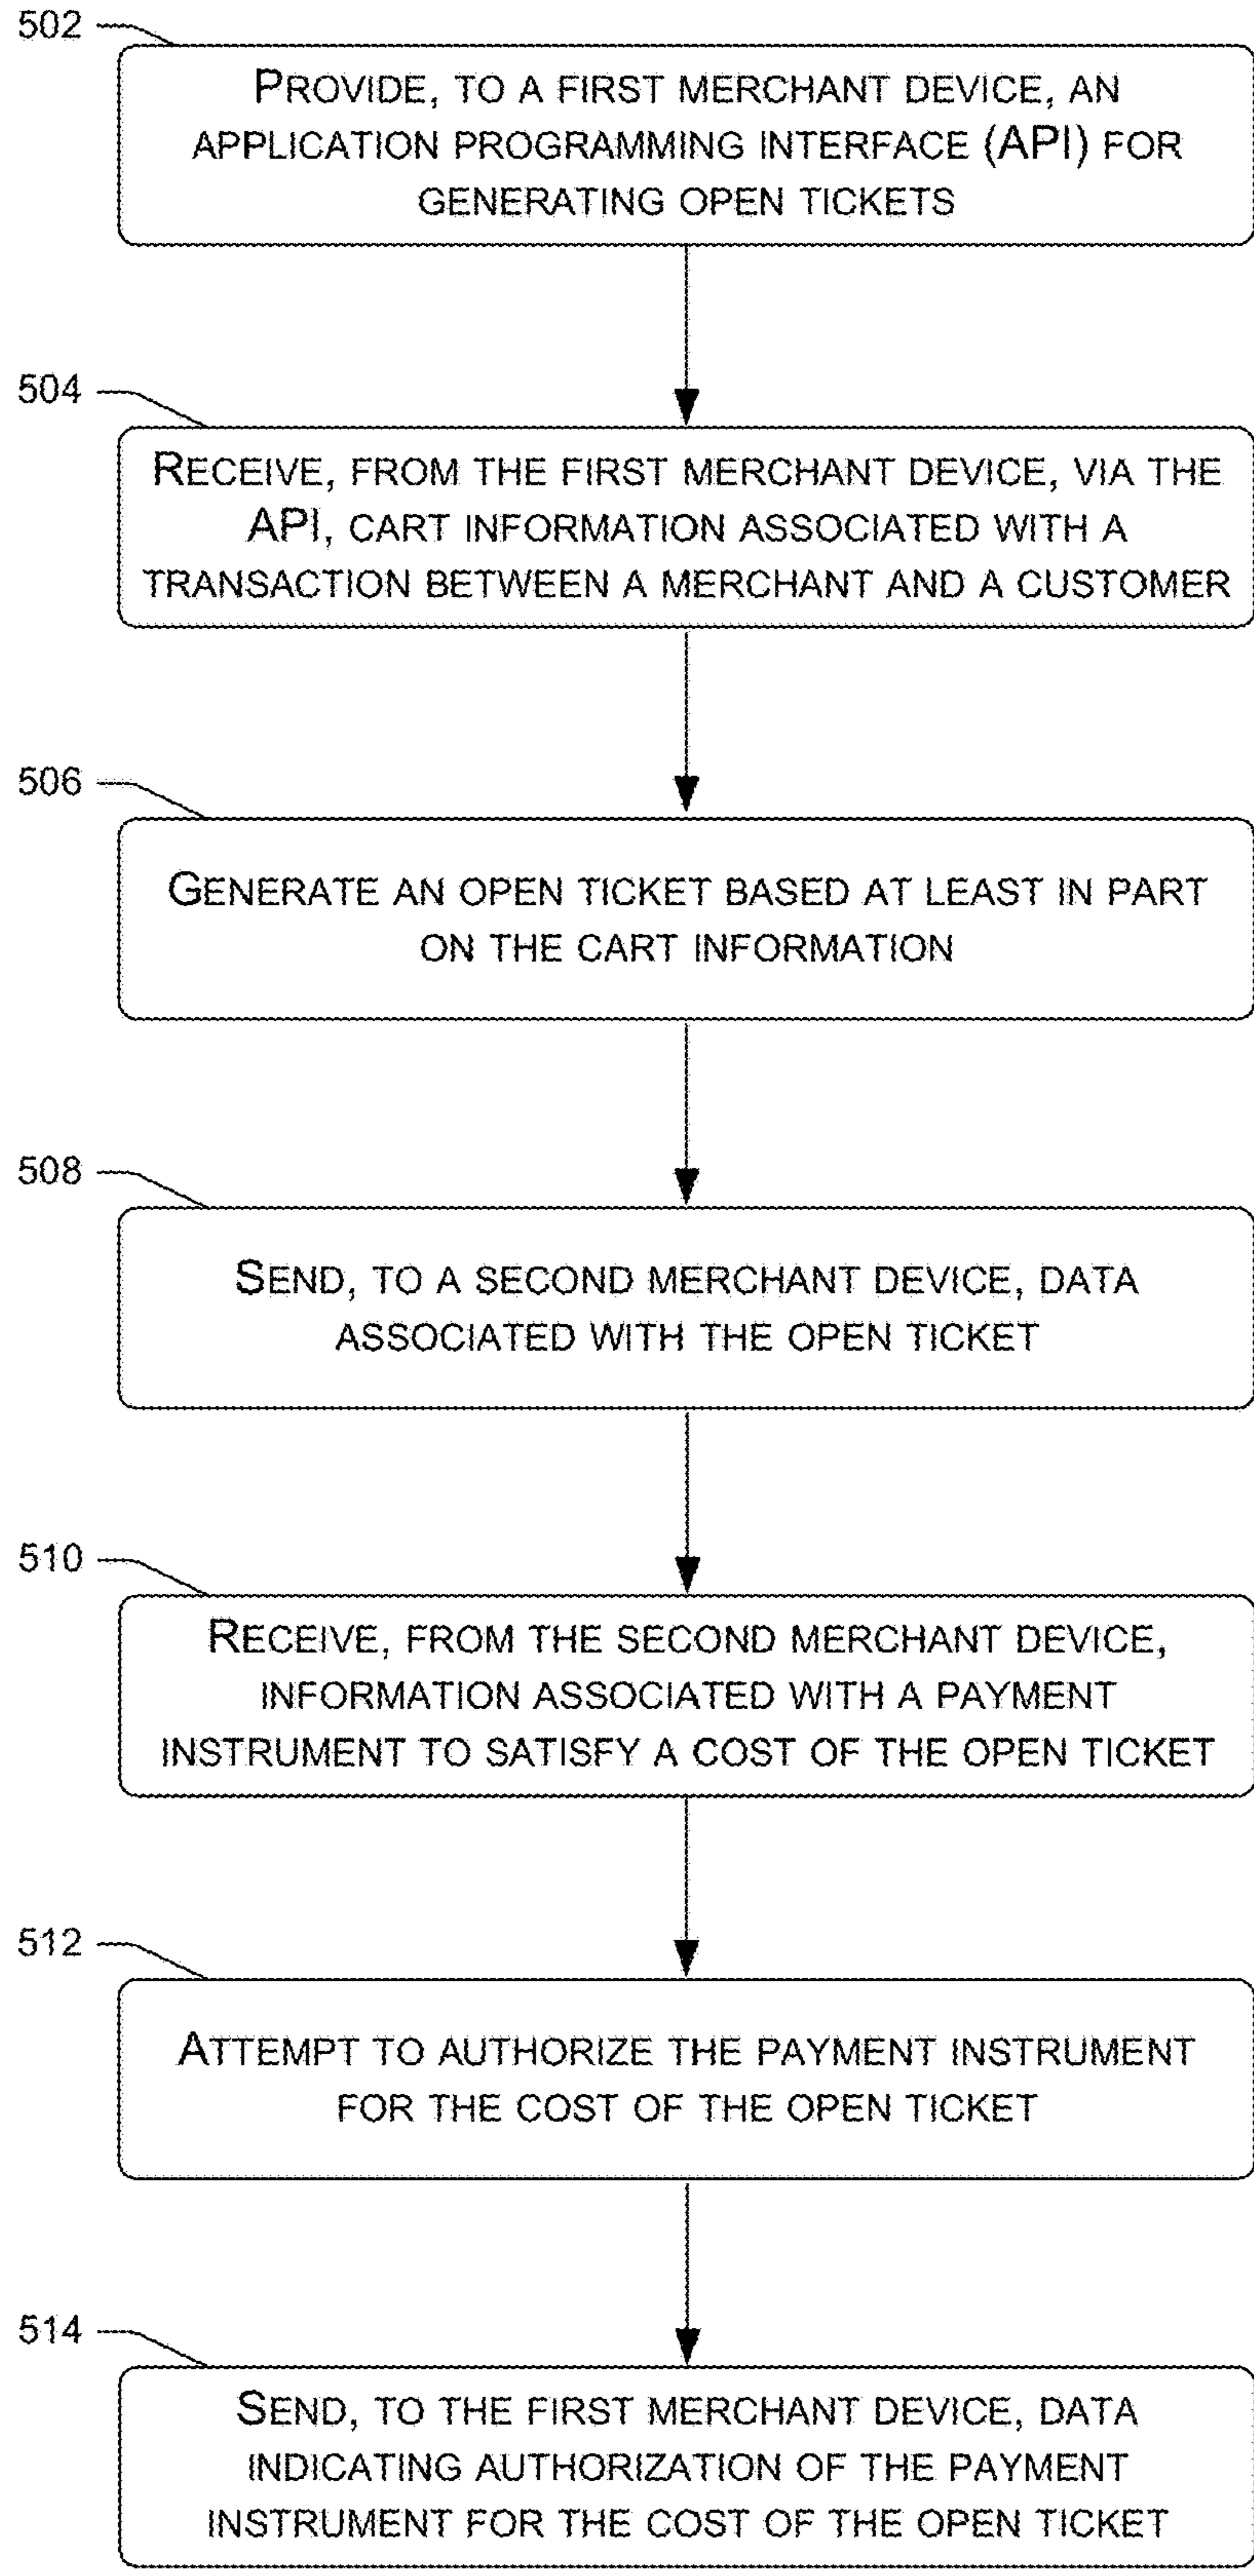 502
PROVIDE, TO A FIRST MERCHANT DEVICE, AN
APPLICATION PROGRAMMING INTERFACE (API) FOR
GENERATING OPEN TICKETS
504
RECEIVE, FROM THE FIRST MERCHANT DEVICE, VIA THE
API, CART INFORMATION ASSOCIATED WITH A
TRANSACTION BETWEEN A MERCHANT AND A CUSTOMER
506
GENERATE AN OPEN TICKET BASED AT LEAST IN PART
ON THE CART INFORMATION
508
SEND, TO A SECOND MERCHANT DEVICE, DATA
ASSOCIATED WITH THE OPEN TICKET
510
RECEIVE, FROM THE SECOND MERCHANT DEVICE,
INFORMATION ASSOCIATED WITH A PAYMENT
INSTRUMENT TO SATISFY A COST OF THE OPEN TICKET
512
ATTEMPT TO AUTHORIZE THE PAYMENT INSTRUMENT
FOR THE COST OF THE OPEN TICKET
514
SEND, TO THE FIRST MERCHANT DEVICE, DATA
INDICATING AUTHORIZATION OF THE PAYMENT
INSTRUMENT FOR THE COST OF THE OPEN TICKET